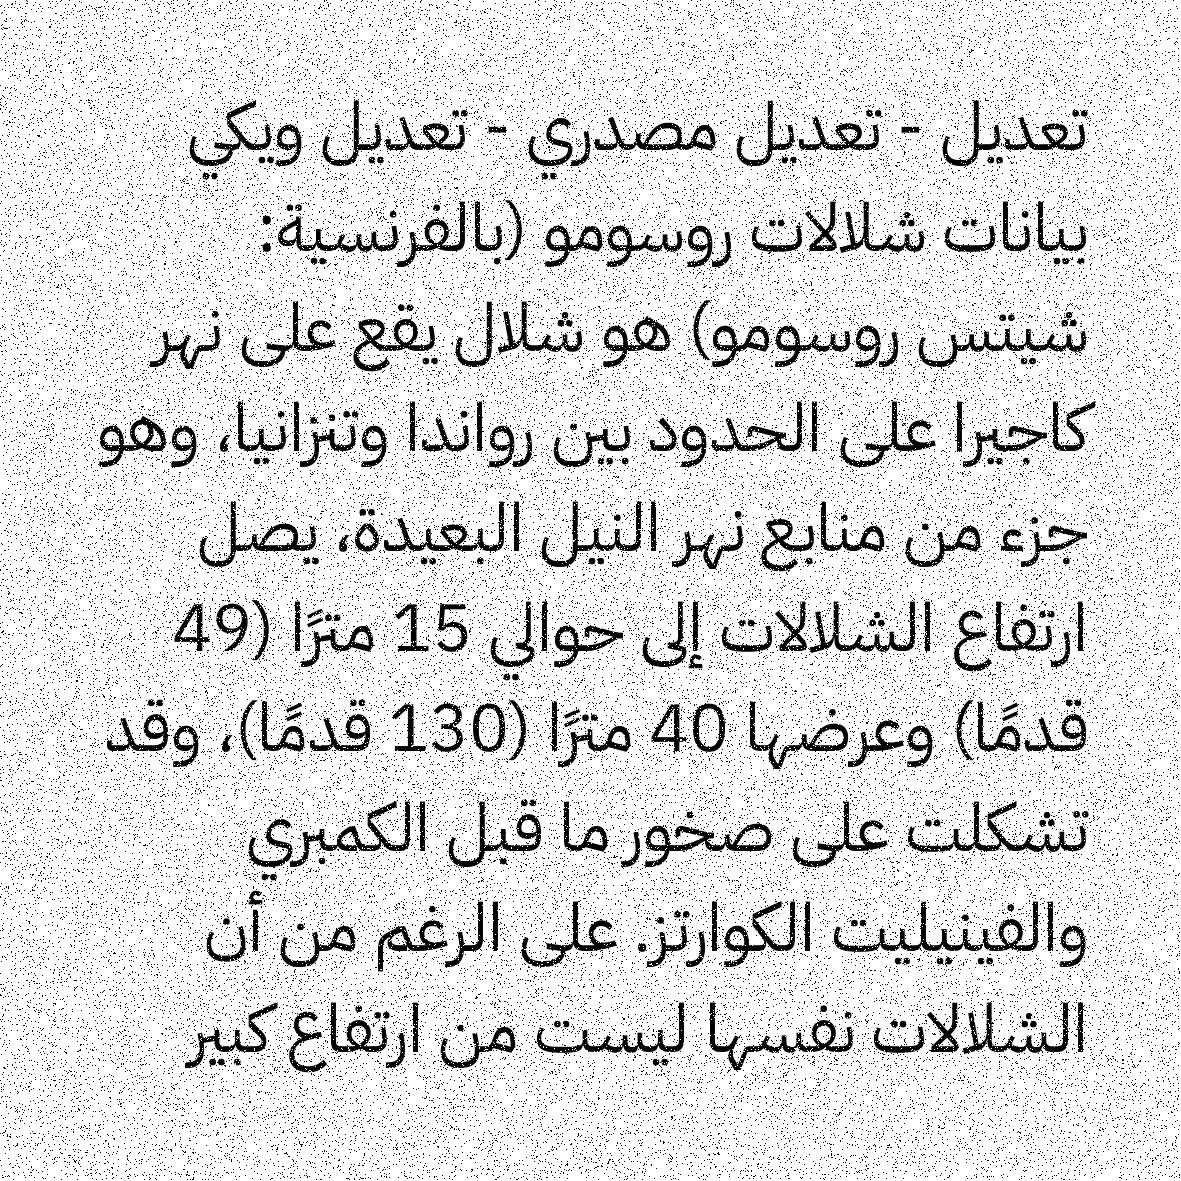 تعديل - تعديل مصدري - تعديل ويكي
بيانات شلالات روسومو (بالفرنسية:
شيتس روسومو) هو شلال يقع على نهر
كاجيرا على الحدود بين رواندا وتنزانيا، وهو
جزء من منابع نهر النيل البعيدة، يصل
ارتفاع الشلالات إلى حوالي 15 مترًا (49
قدمًا) وعرضها 40 مترًا (130 قدمًا)، وقد
تشكلت على صخور ما قبل الكمبري
والفينيليت الكوارتز. على الرغم من أن
الشلالات نفسها ليست من ارتفاع كبير